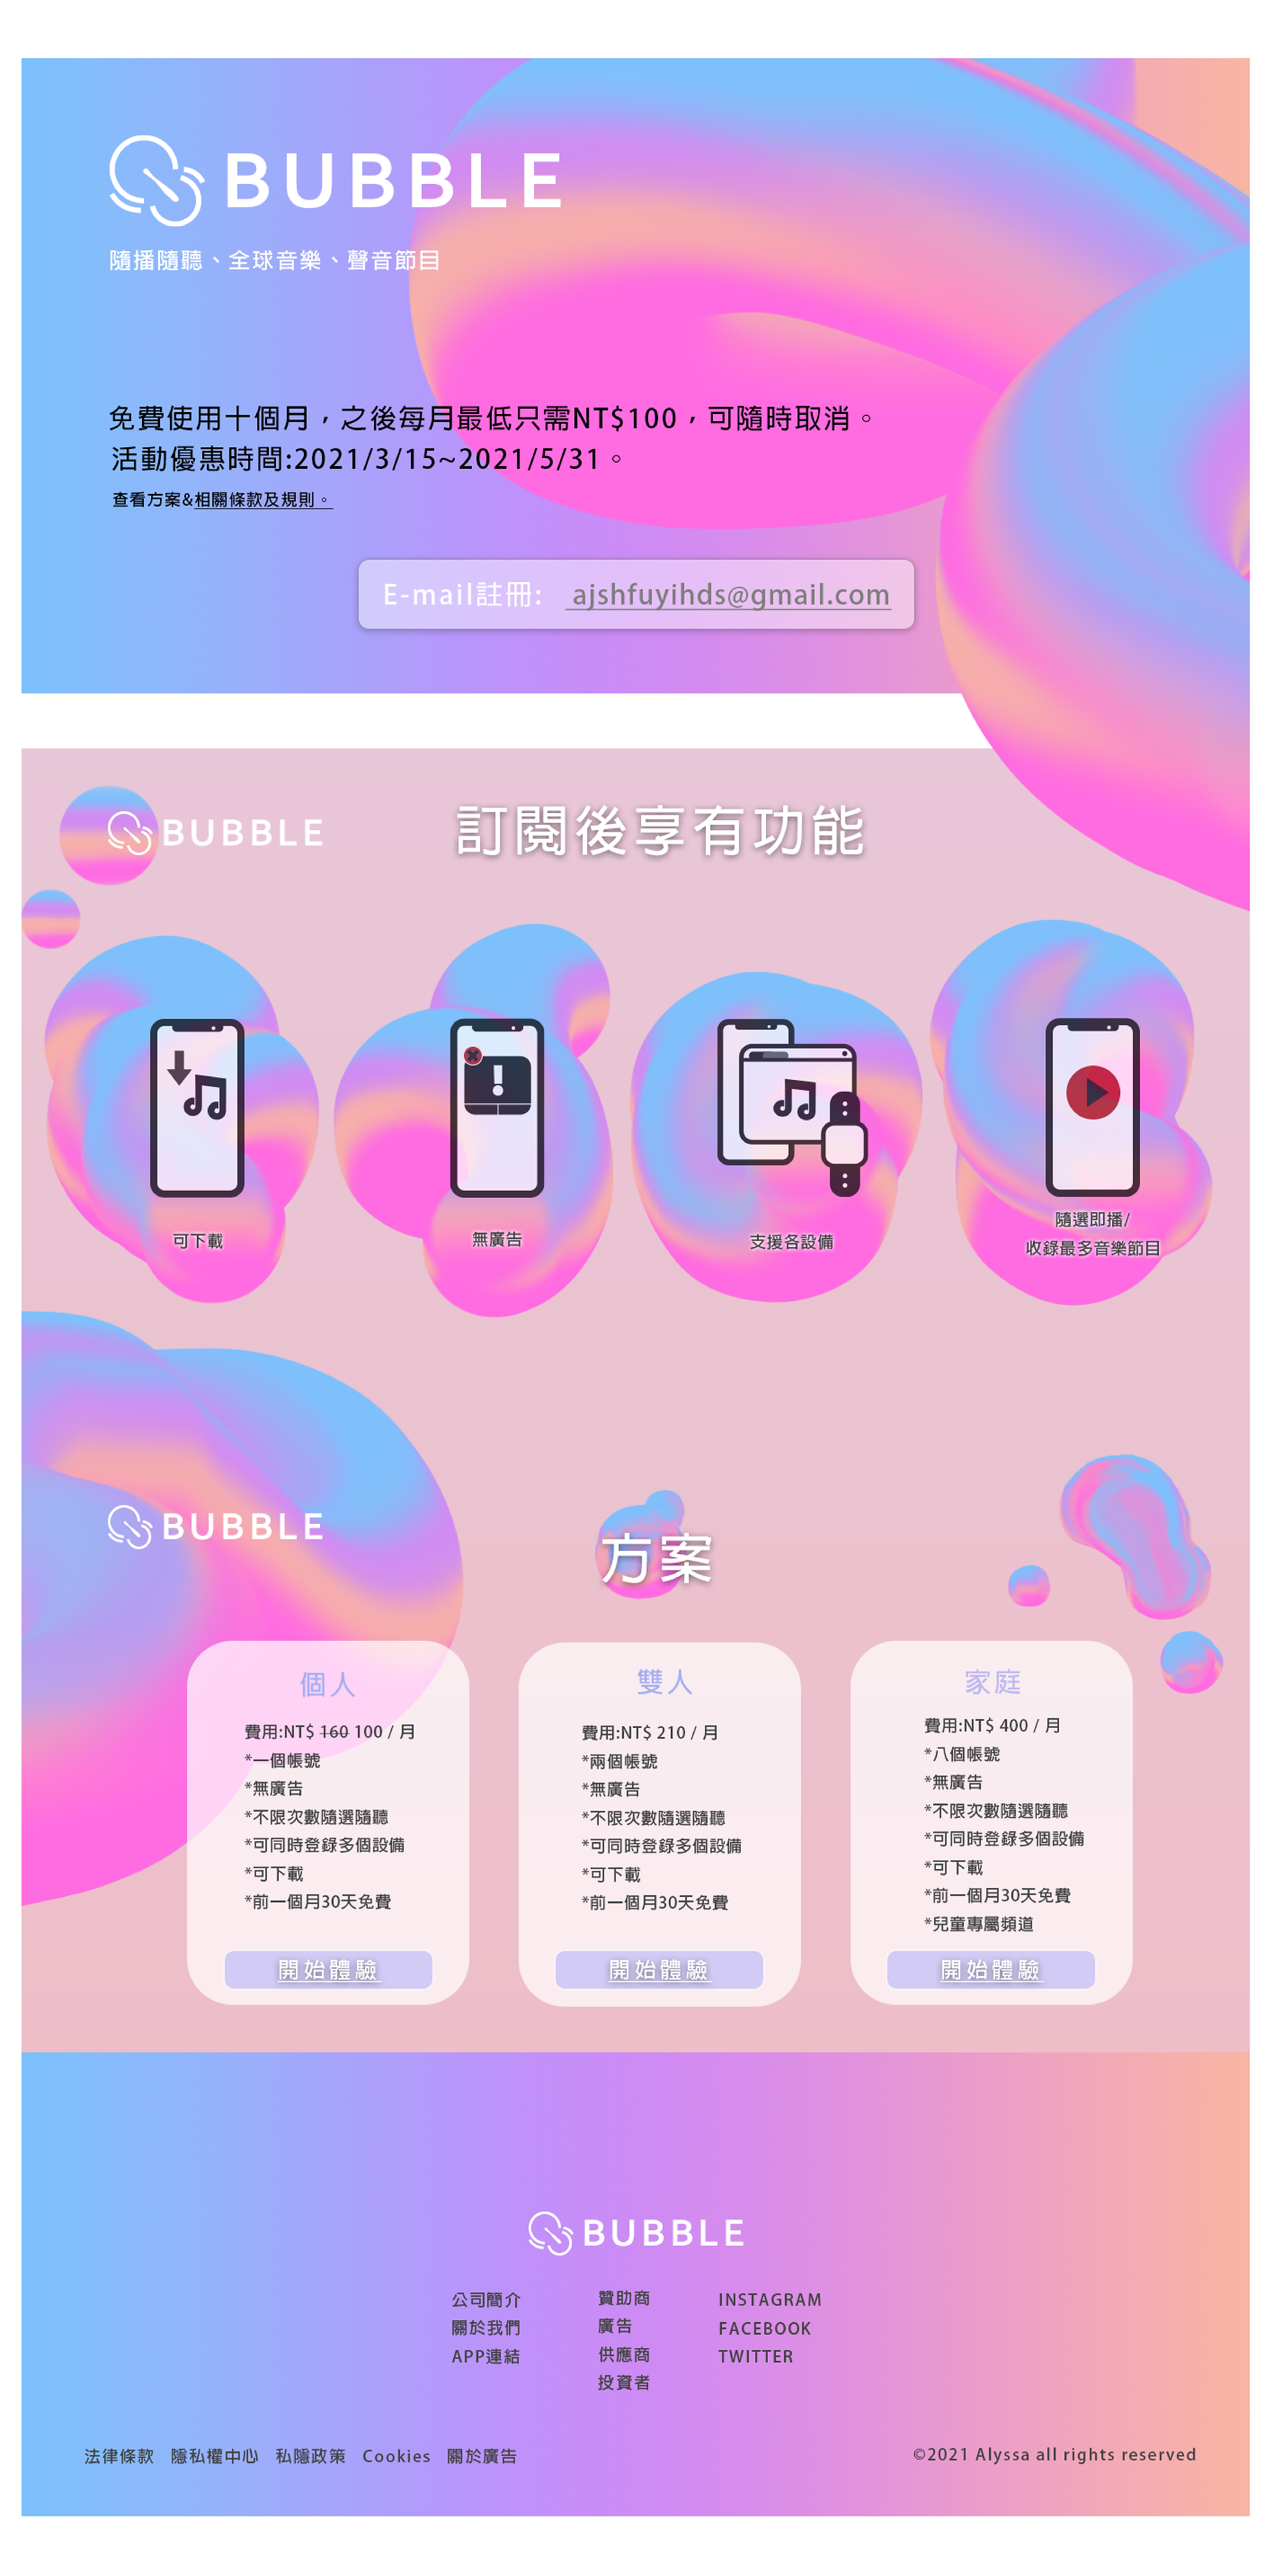 BUBBLE
隨播隨聽、全球音樂、聲音節目
免費使用十個月，之後每月最低只需NT$100，可隨時取消。
活動優惠時間:2021/3/15~2021/5/31。
查看方案&相關條款及規則。
E-mail註冊: ajshfuyihds@gmail.com
BUBBLE
訂閱後享有功能
可下載
無廣告
支援各設備
隨選即播/
收錄最多音樂節目
BUBBLE
方案
個人
費用:NT$ 160 100 / 月
*一個帳號
*無廣告
*不限次數隨選隨聽
*可同時登錄多個設備
*可下載
*前一個月30天免費
開始體驗
雙人
費用:NT$ 210 / 月
*兩個帳號
*無廣告
*不限次數隨選隨聽
*可同時登錄多個設備
*可下載
*前一個月30天免費
開始體驗
家庭
費用:NT$ 400 / 月
*八個帳號
*無廣告
*不限次數隨選隨聽
*可同時登錄多個設備
*可下載
*前一個月30天免費
*兒童專屬頻道
開始體驗
BUBBLE
公司簡介
關於我們
APP連結
贊助商
廣告
供應商
投資者
INSTAGRAM
FACEBOOK
TWITTER
法律條款 隱私權中心 私隱政策 Cookies 關於廣告
©2021 Alyssa all rights reserved